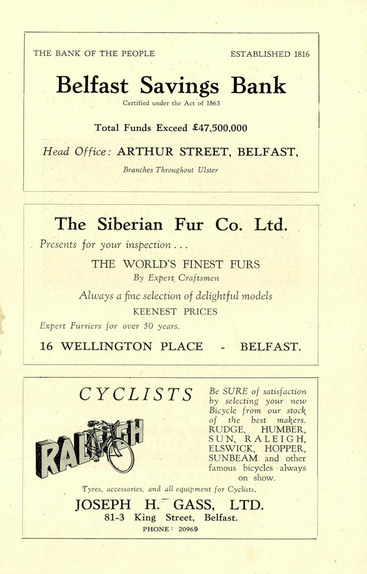 THE BANK OF THE PEOPLE ESTABLISHED 1816
Belfast Savings Bank
Certified under the Act of 1863
Total Funds Exceed £47,500,000
Head Office: ARTHUR STREET, BELFAST,
Branches Throughout Ulster
The Siberian Fur Co. Ltd.
Presents for your inspection . . .
THE WORLD'S FINEST FURS
By Expert Craftsmen
Always a fine selection of delightful models
KEENEST PRICES
Expert Furriers for over 50 years.
16 WELLINGTON PLACE - BELFAST.
CYCLISTS
RALEIGH
Be SURE of satisfaction
by selecting your new
Bicycle from our stock
of the best makers.
RUDGE, HUMBER,
SUN, RALEIGH,
ELSWICK, HOPPER,
SUNBEAM and other
famous bicycles always
on show.
Tyres, accessories, and all equipment for Cyclists.
JOSEPH H. GASS, LTD.
81-3 King Street, Belfast.
PHONE: 20969